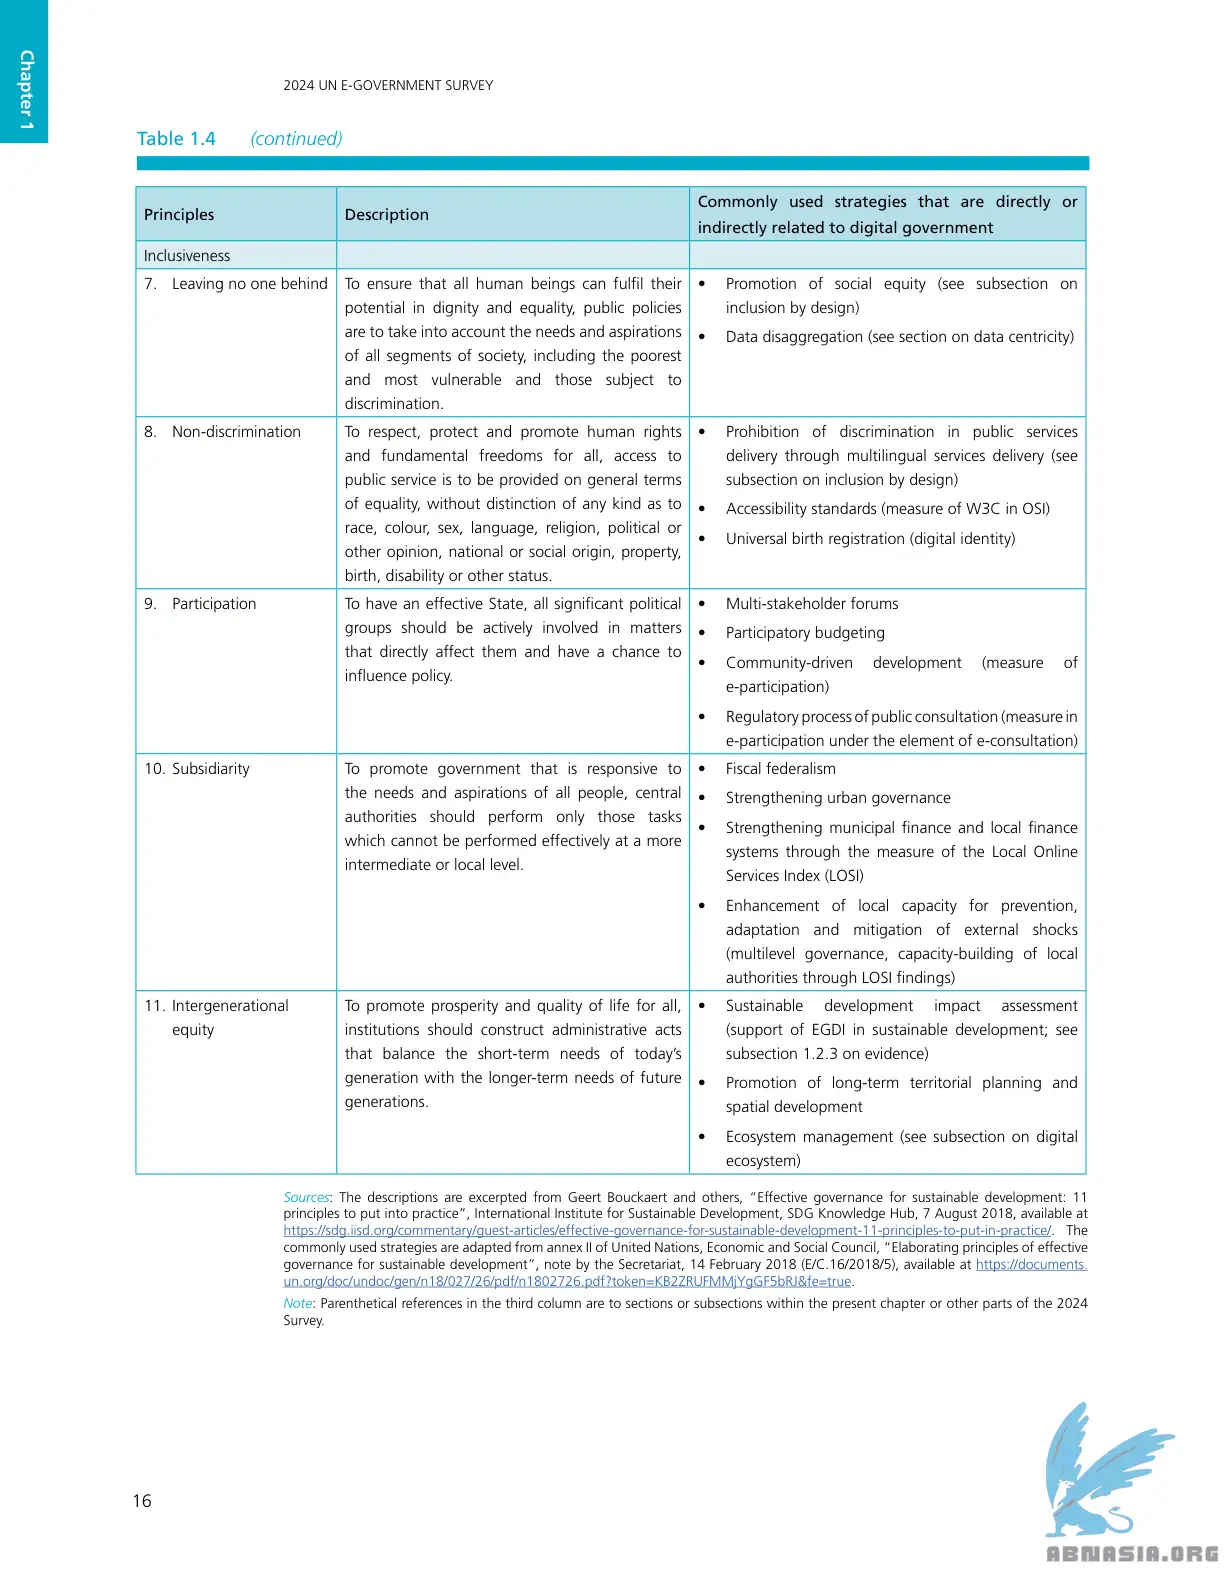 Chapter 1
2024 UN E-GOVERNMENT SURVEY
Table 1.4 (continued)
Principles
Description
Commonly used strategies that are directly or
indirectly related to digital government
Inclusiveness
7. Leaving no one behind
To ensure that all human beings can fulfil their
potential in dignity and equality, public policies
are to take into account the needs and aspirations
of all segments of society, including the poorest
and most vulnerable and those subject to
discrimination.
• Promotion of social equity (see subsection on
inclusion by design)
• Data disaggregation (see section on data centricity)
8. Non-discrimination
To respect, protect and promote human rights
and fundamental freedoms for all, access to
public service is to be provided on general terms
of equality, without distinction of any kind as to
race, colour, sex, language, religion, political or
other opinion, national or social origin, property,
birth, disability or other status.
• Prohibition of discrimination in public services
delivery through multilingual services delivery (see
subsection on inclusion by design)
• Accessibility standards (measure of W3C in OSI)
• Universal birth registration (digital identity)
9. Participation
To have an effective State, all significant political
groups should be actively involved in matters
that directly affect them and have a chance to
influence policy.
• Multi-stakeholder forums
• Participatory budgeting
• Community-driven development (measure of
e-participation)
• Regulatory process of public consultation (measure in
e-participation under the element of e-consultation)
10. Subsidiarity
To promote government that is responsive to
the needs and aspirations of all people, central
authorities should perform only those tasks
which cannot be performed effectively at a more
intermediate or local level.
• Fiscal federalism
• Strengthening urban governance
• Strengthening municipal finance and local finance
systems through the measure of the Local Online
Services Index (LOSI)
• Enhancement of local capacity for prevention,
adaptation and mitigation of external shocks
(multilevel governance, capacity-building of local
authorities through LOSI findings)
11. Intergenerational
equity
To promote prosperity and quality of life for all,
institutions should construct administrative acts
that balance the short-term needs of today’s
generation with the longer-term needs of future
generations.
• Sustainable development impact assessment
(support of EGDI in sustainable development; see
subsection 1.2.3 on evidence)
• Promotion of long-term territorial planning and
spatial development
• Ecosystem management (see subsection on digital
ecosystem)
Sources: The descriptions are excerpted from Geert Bouckaert and others, “Effective governance for sustainable development: 11
principles to put into practice”, International Institute for Sustainable Development, SDG Knowledge Hub, 7 August 2018, available at
https://sdg.iisd.org/commentary/guest-articles/effective-governance-for-sustainable-development-11-principles-to-put-in-practice/. The
commonly used strategies are adapted from annex II of United Nations, Economic and Social Council, “Elaborating principles of effective
governance for sustainable development”, note by the Secretariat, 14 February 2018 (E/C.16/2018/5), available at https://documents.
un.org/doc/undoc/gen/n18/027/26/pdf/n1802726.pdf?token=KB2ZRUFMMjYgGF5bRJ&fe=true.
Note: Parenthetical references in the third column are to sections or subsections within the present chapter or other parts of the 2024
Survey.
16
ABNASIA.ORG